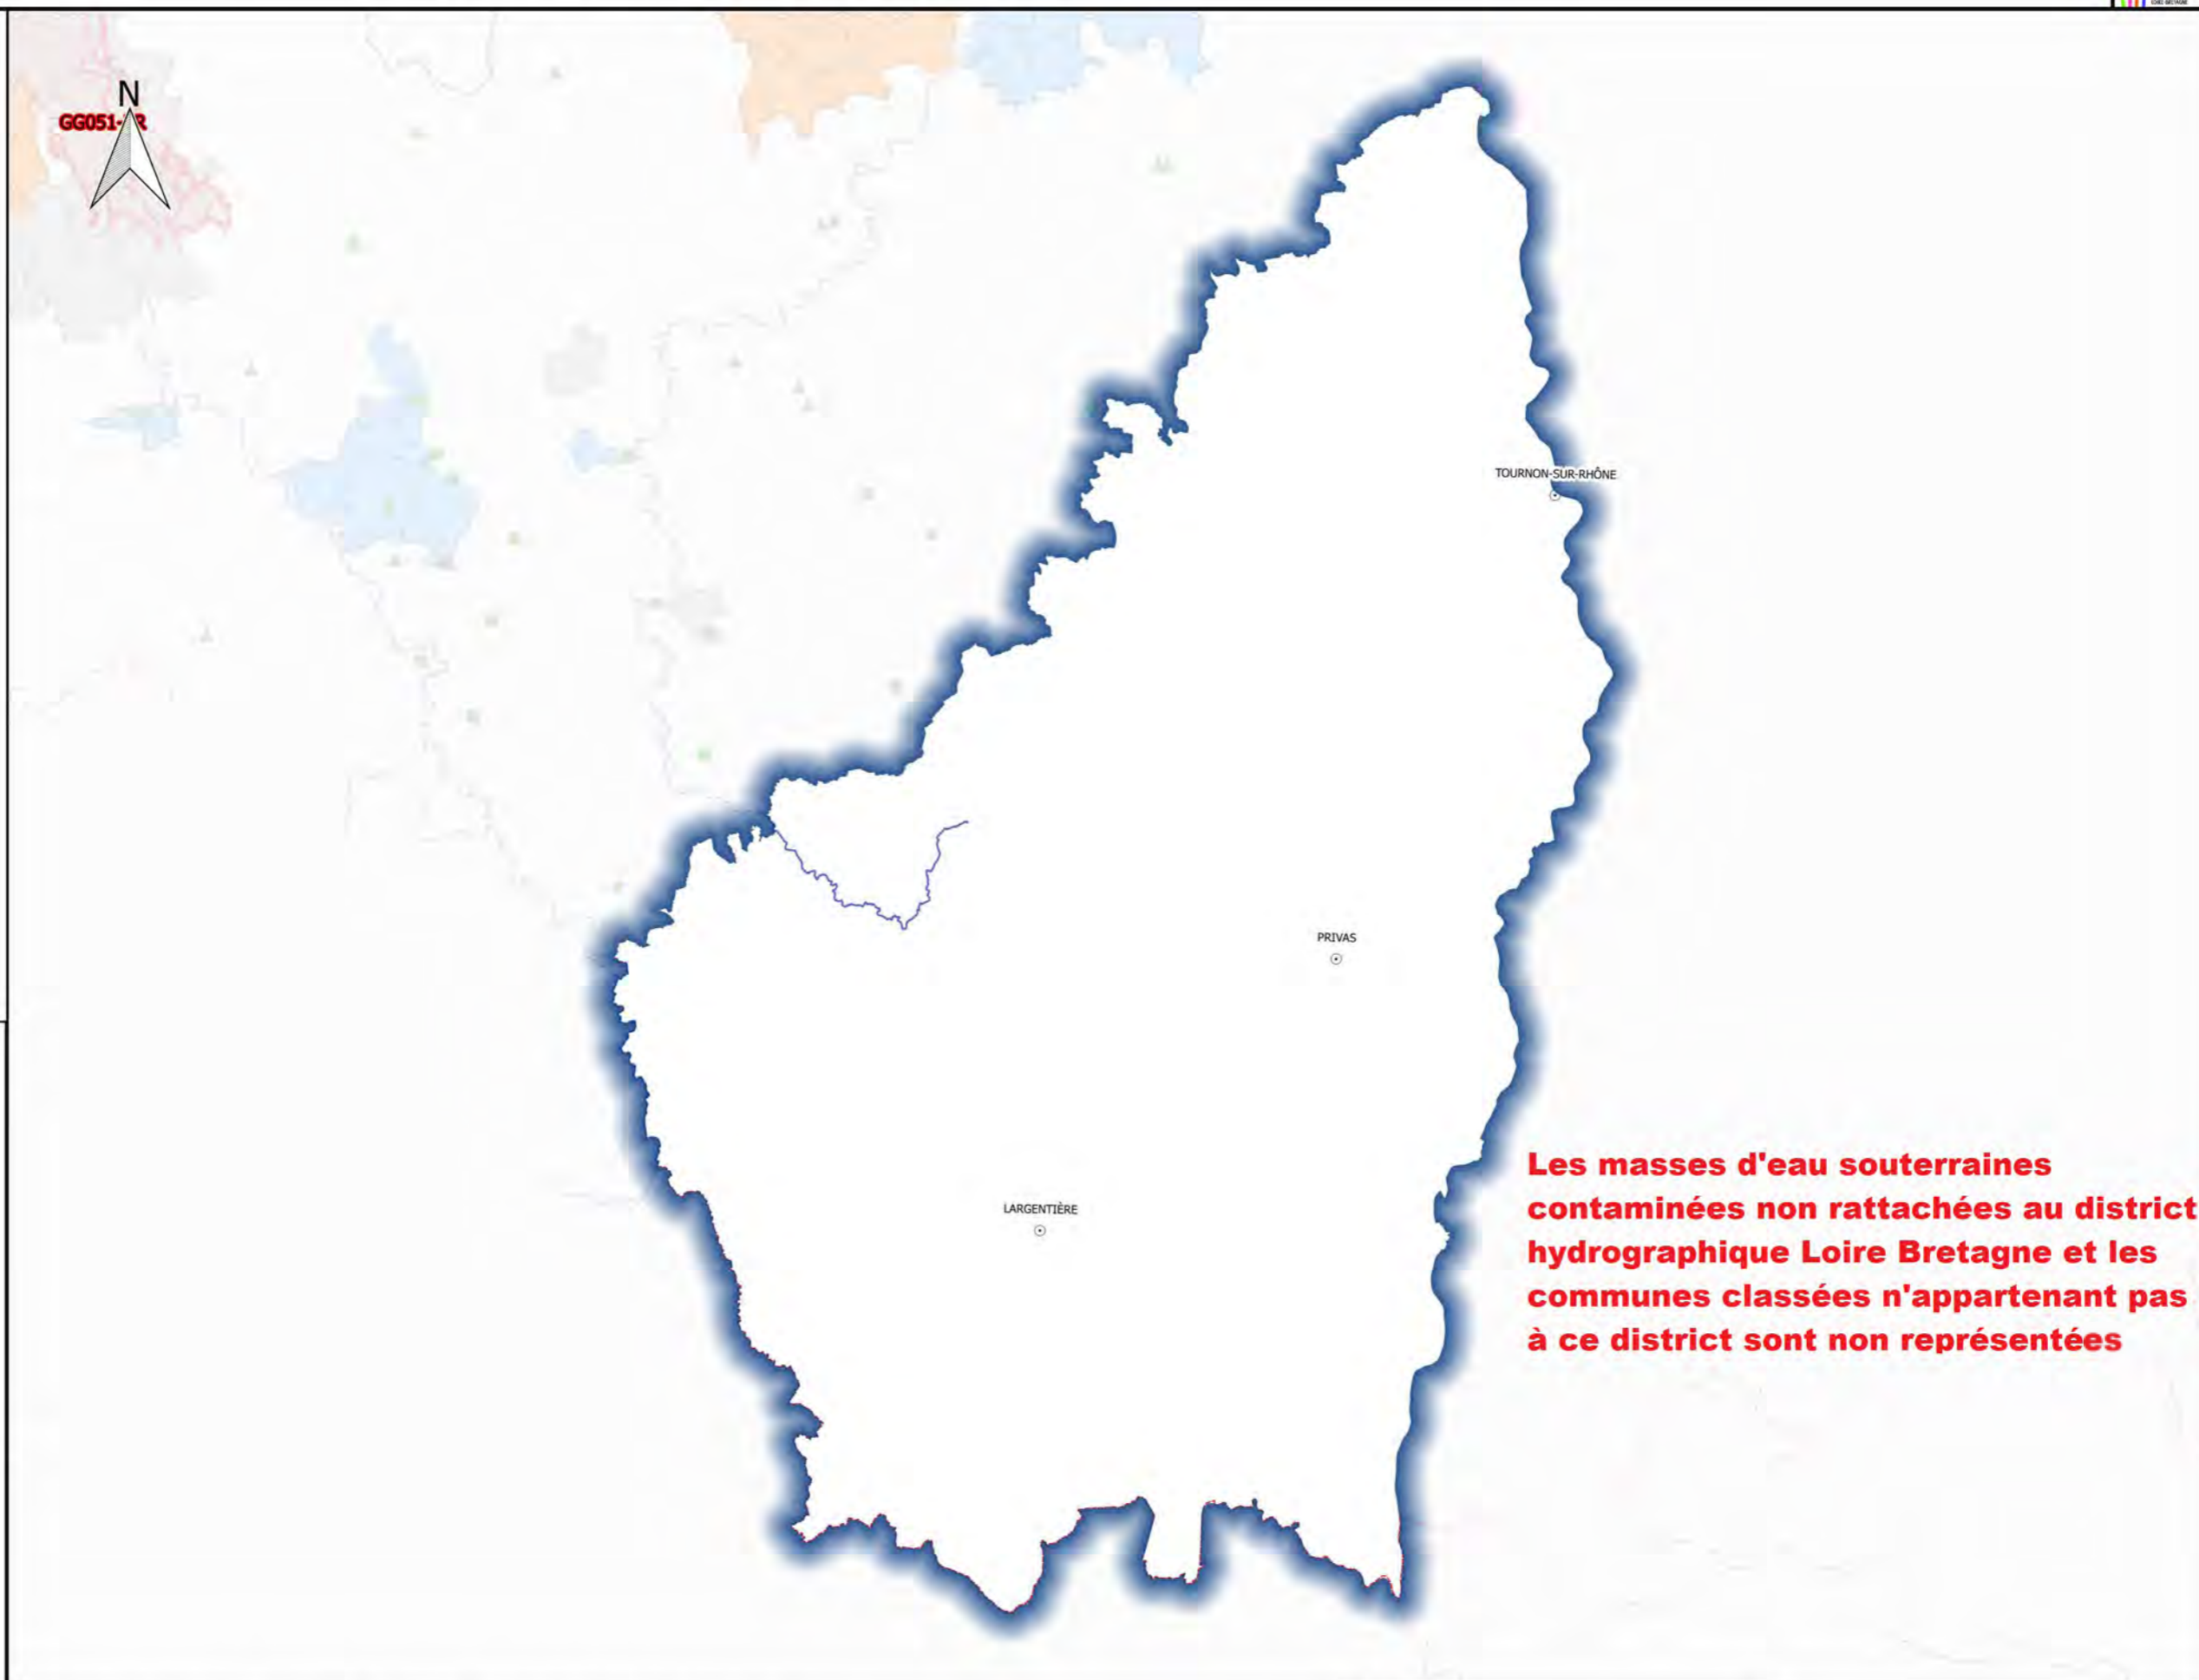 N
TOURNON-SUR-RHÔNE
PRIVAS
LARGENTIÈRE
Les masses d'eau souterraines
contaminées non rattachées au district
hydrographique Loire Bretagne et les
communes classées n'appartenant pas
à ce district sont non représentées